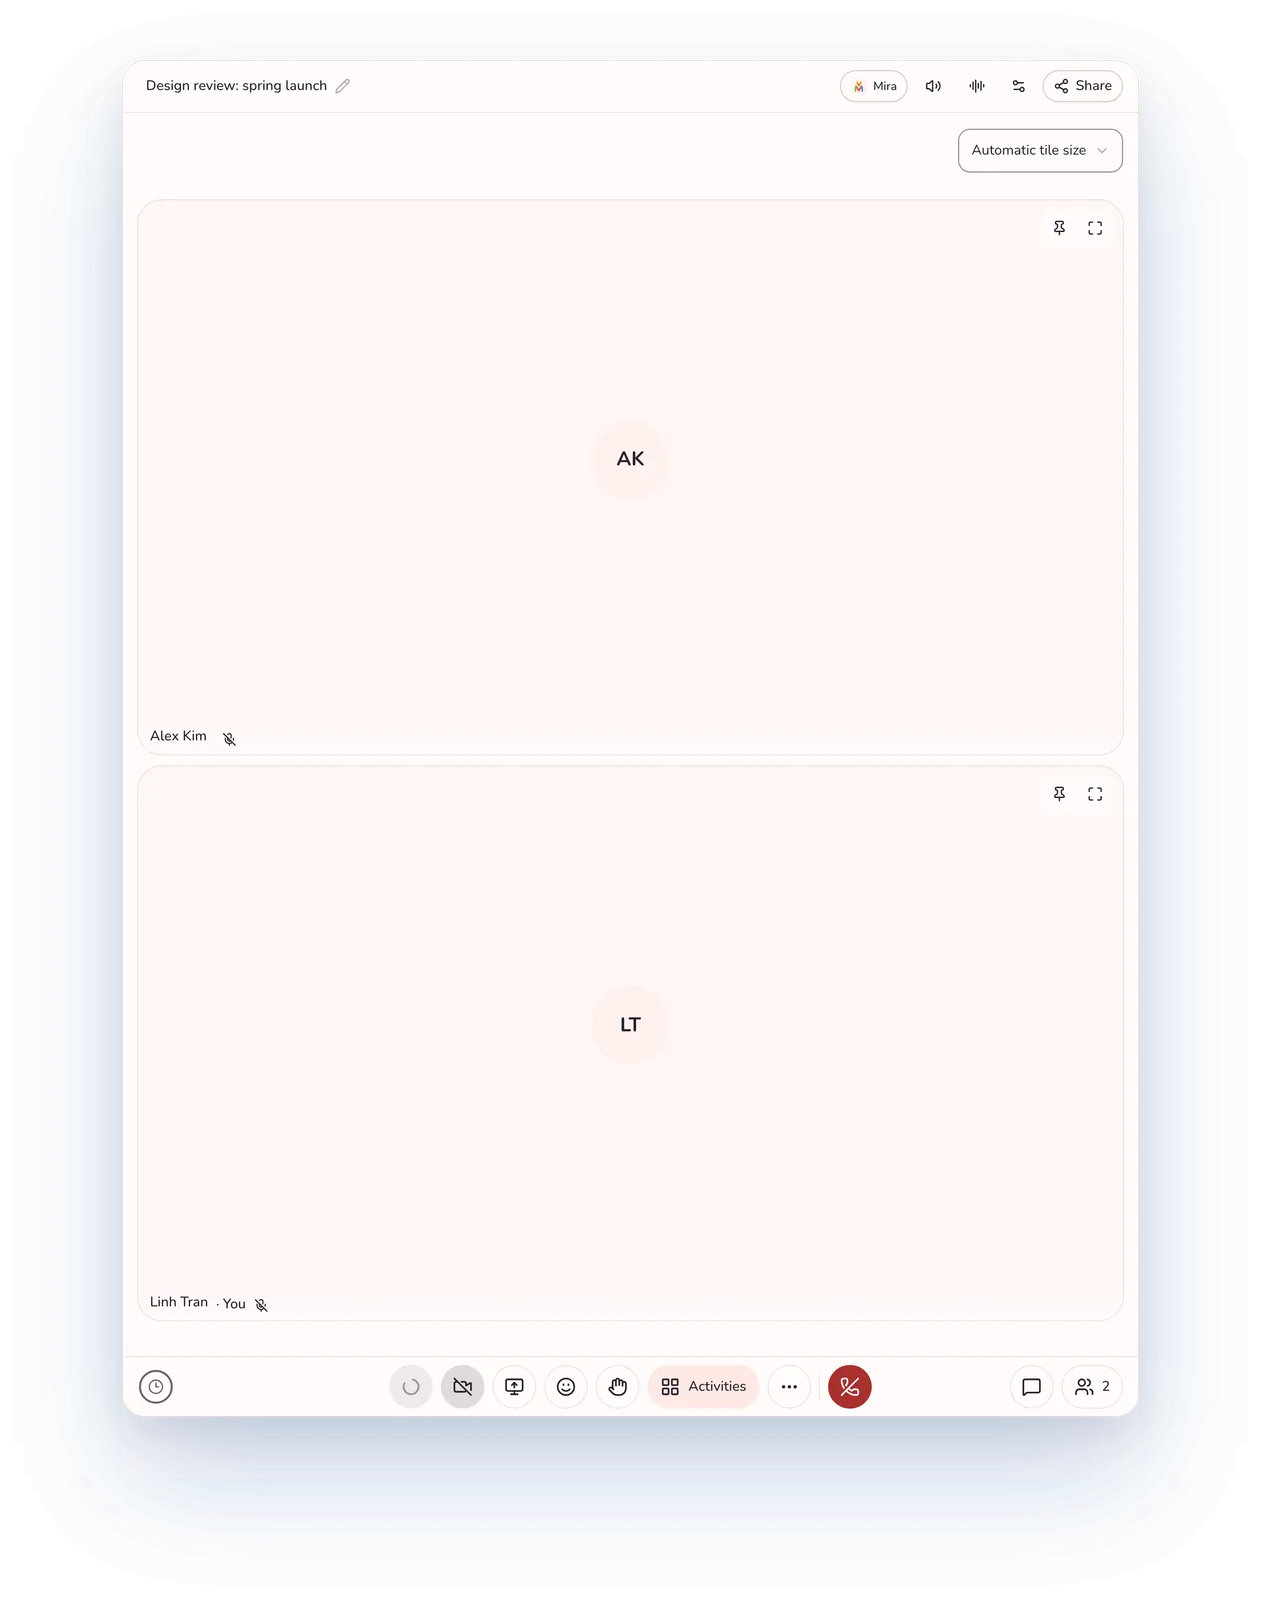 Design review: spring launch
Mira
Share
Automatic tile size
AK
Alex Kim
LT
Linh Tran · You
Activities
2